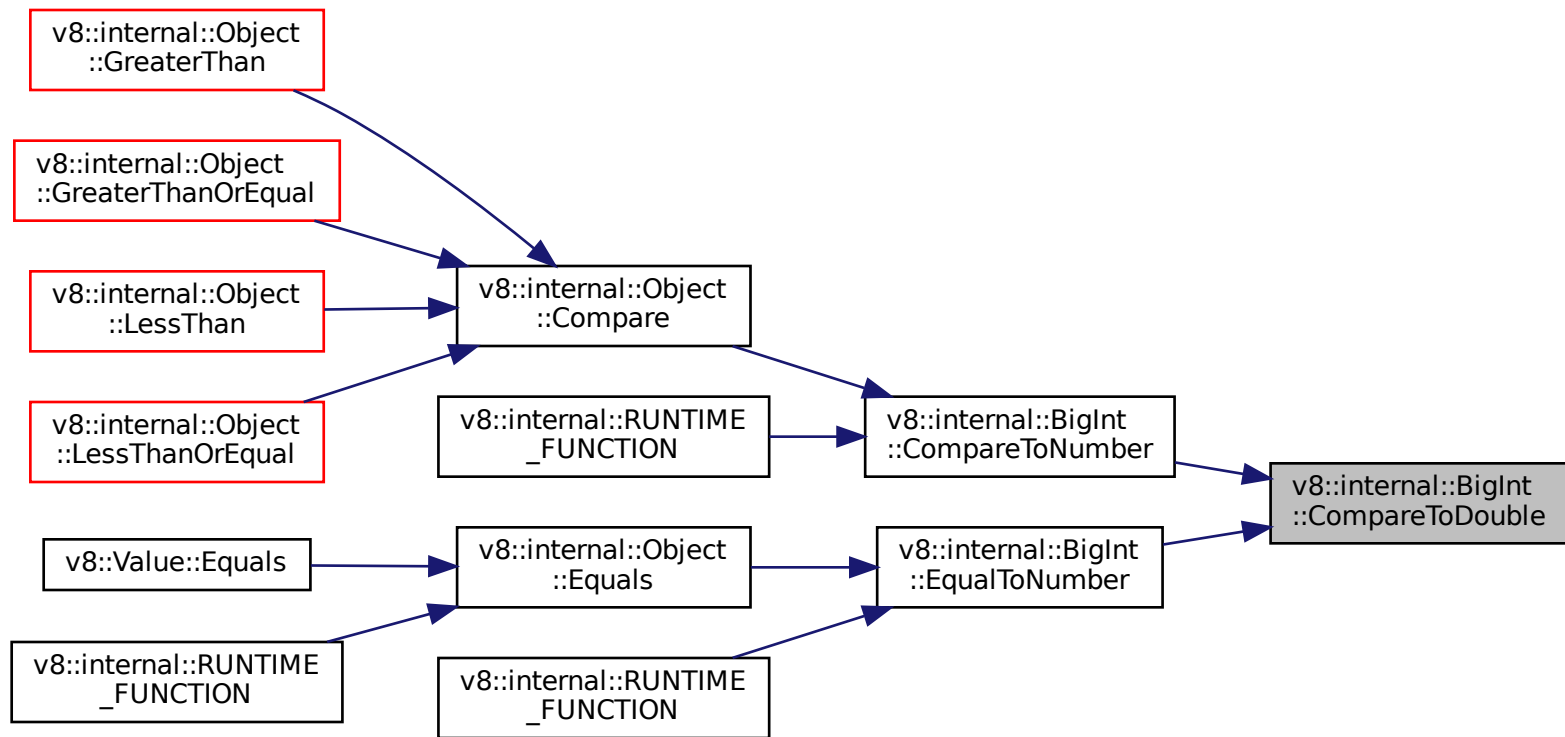 v8::internal::Object
::GreaterThan
v8::internal::Object
::GreaterThanOrEqual
v8::internal::Object
::LessThan
v8::internal::Object
::LessThanOrEqual
v8::Value::Equals
v8::internal::RUNTIME
_FUNCTION
v8::internal::Object
::Compare
v8::internal::RUNTIME
_FUNCTION
v8::internal::Object
::Equals
v8::internal::RUNTIME
_FUNCTION
v8::internal::BigInt
::CompareToNumber
v8::internal::BigInt
::EqualToNumber
v8::internal::BigInt
::CompareToDouble